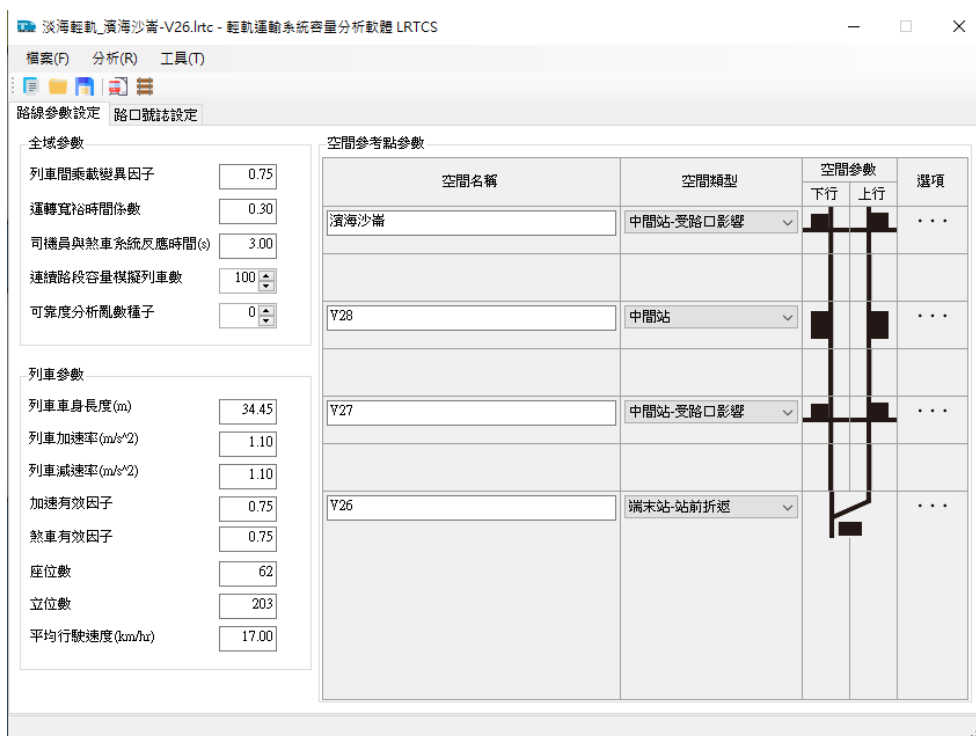 淡海輕軌_濱海沙崙-V26.lrtc - 輕軌運輸系統容量分析軟體 LRTCS
檔案(F) 分析(R) 工具(T)
路線參數設定 路口號誌設定
全域參數
列車間乘載變異因子 0.75
運轉寬裕時間係數 0.30
司機員與煞車系統反應時間(s) 3.00
連續路段容量模擬列車數 100
可靠度分析亂數種子 0
列車參數
列車車身長度(m) 34.45
列車加速率(m/s^2) 1.10
列車減速率(m/s^2) 1.10
加速有效因子 0.75
煞車有效因子 0.75
座位數 62
立位數 203
平均行駛速度(km/hr) 17.00
空間參考點參數
空間名稱 空間類型 空間參數 選項
下行 上行
濱海沙崙 中間站-受路口影響 ...
V28 中間站 ...
V27 中間站-受路口影響 ...
V26 端末站-站前折返 ...